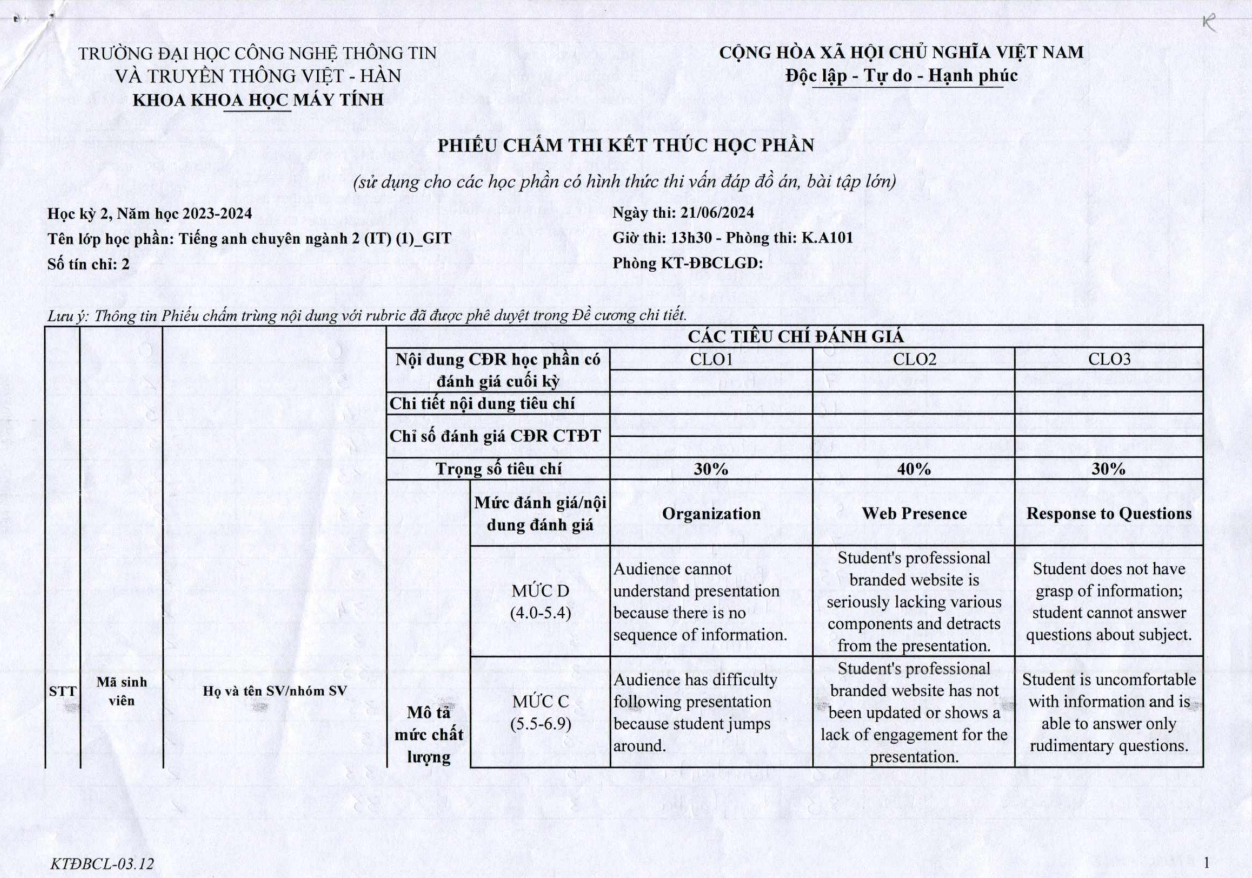 TRƯỜNG ĐẠI HỌC CÔNG NGHỆ THÔNG TIN
VÀ TRUYỀN THÔNG VIỆT - HÀN
KHOA KHOA HỌC MÁY TÍNH
CỘNG HÒA XÃ HỘI CHỦ NGHĨA VIỆT NAM
Độc lập - Tự do - Hạnh phúc
PHIẾU CHẤM THI KẾT THÚC HỌC PHẦN
(sử dụng cho các học phần có hình thức thi vấn đáp đồ án, bài tập lớn)
Học kỳ 2, Năm học 2023-2024
Tên lớp học phần: Tiếng anh chuyên ngành 2 (IT) (1)_GIT
Số tín chỉ: 2
Ngày thi: 21/06/2024
Giờ thi: 13h30 - Phòng thi: K.A101
Phòng KT-ĐBCLGD:
Lưu ý: Thông tin Phiếu chấm trùng nội dung với rubric đã được phê duyệt trong Đề cương chi tiết.
CÁC TIÊU CHÍ ĐÁNH GIÁ
Nội dung CĐR học phần có
đánh giá cuối kỳ
CLO1
CLO2
CLO3
Chi tiết nội dung tiêu chí
Chỉ số đánh giá CĐR CTĐT
Trọng số tiêu chí
30%
40%
30%
Mức đánh giá/nội
dung đánh giá
Organization
Web Presence
Response to Questions
MỨC D
(4.0-5.4)
Audience cannot
understand presentation
because there is no
sequence of information.
Student's professional
branded website is
seriously lacking various
components and detracts
from the presentation.
Student does not have
grasp of information;
student cannot answer
questions about subject.
STT
Mã sinh
viên
Họ và tên SV/nhóm SV
Mô tả
mức chất
lượng
MỨC C
(5.5-6.9)
Audience has difficulty
following presentation
because student jumps
around.
Student's professional
branded website has not
been updated or shows a
lack of engagement for the
presentation.
Student is uncomfortable
with information and is
able to answer only
rudimentary questions.
KTĐBCL-03.12
1